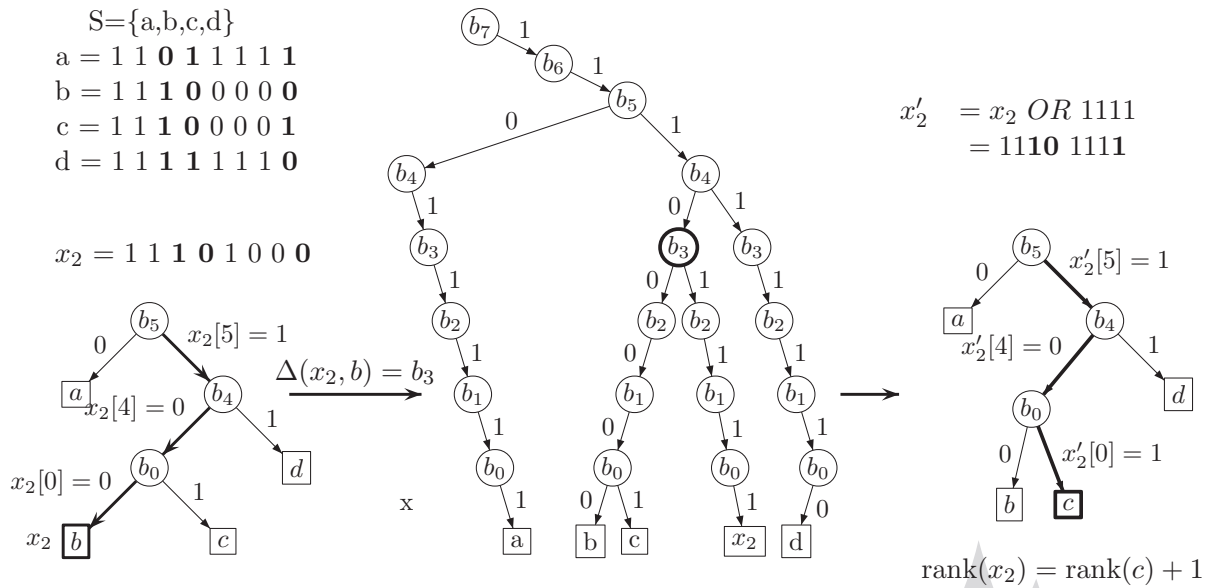 S={a,b,c,d}
a = 1 1 0 1 1 1 1 1
b = 1 1 1 0 0 0 0 0
c = 1 1 1 0 0 0 0 1
d = 1 1 1 1 1 1 1 0
x₂ = 1 1 1 0 1 0 0 0
b₅
0
x₂[5] = 1
a
b₄
x₂[4] = 0
1
b₀
d
x₂[0] = 0
1
x₂
b
c
Δ(x₂, b) = b₃
b₇
1
b₆
1
b₅
0
1
b₄
b₄
1
0
1
b₃
b₃
b₃
1
0
1
1
b₂
b₂
b₂
b₂
1
0
1
1
b₁
b₁
b₁
b₁
1
0
1
1
b₀
b₀
b₀
b₀
x
1
0
1
1
0
a
b
c
x₂
d
x′₂ = x₂ OR 1111
= 1110 1111
b₅
0
x′₂[5] = 1
a
b₄
x′₂[4] = 0
1
b₀
d
0
x′₂[0] = 1
b
c
rank(x₂) = rank(c) + 1